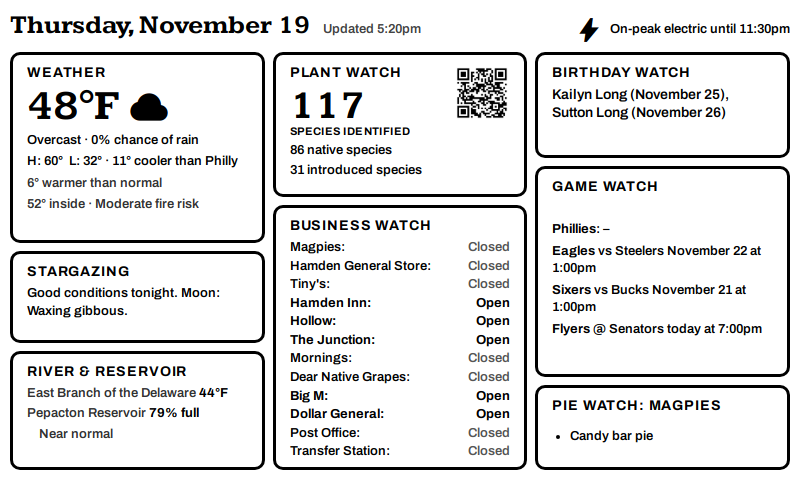 Thursday, November 19 Updated 5:20pm
On-peak electric until 11:30pm
WEATHER
48°F
Overcast · 0% chance of rain
H: 60° L: 32° · 11° cooler than Philly
6° warmer than normal
52° inside · Moderate fire risk
STARGAZING
Good conditions tonight. Moon:
Waxing gibbous.
RIVER & RESERVOIR
East Branch of the Delaware 44°F
Pepacton Reservoir 79% full
Near normal
PLANT WATCH
117
SPECIES IDENTIFIED
86 native species
31 introduced species
BUSINESS WATCH
Magpies: Closed
Hamden General Store: Closed
Tiny's: Closed
Hamden Inn: Open
Hollow: Open
The Junction: Open
Mornings: Closed
Dear Native Grapes: Closed
Big M: Open
Dollar General: Open
Post Office: Closed
Transfer Station: Closed
BIRTHDAY WATCH
Kailyn Long (November 25),
Sutton Long (November 26)
GAME WATCH
Phillies: –
Eagles vs Steelers November 22 at
1:00pm
Sixers vs Bucks November 21 at
1:00pm
Flyers @ Senators today at 7:00pm
PIE WATCH: MAGPIES
• Candy bar pie